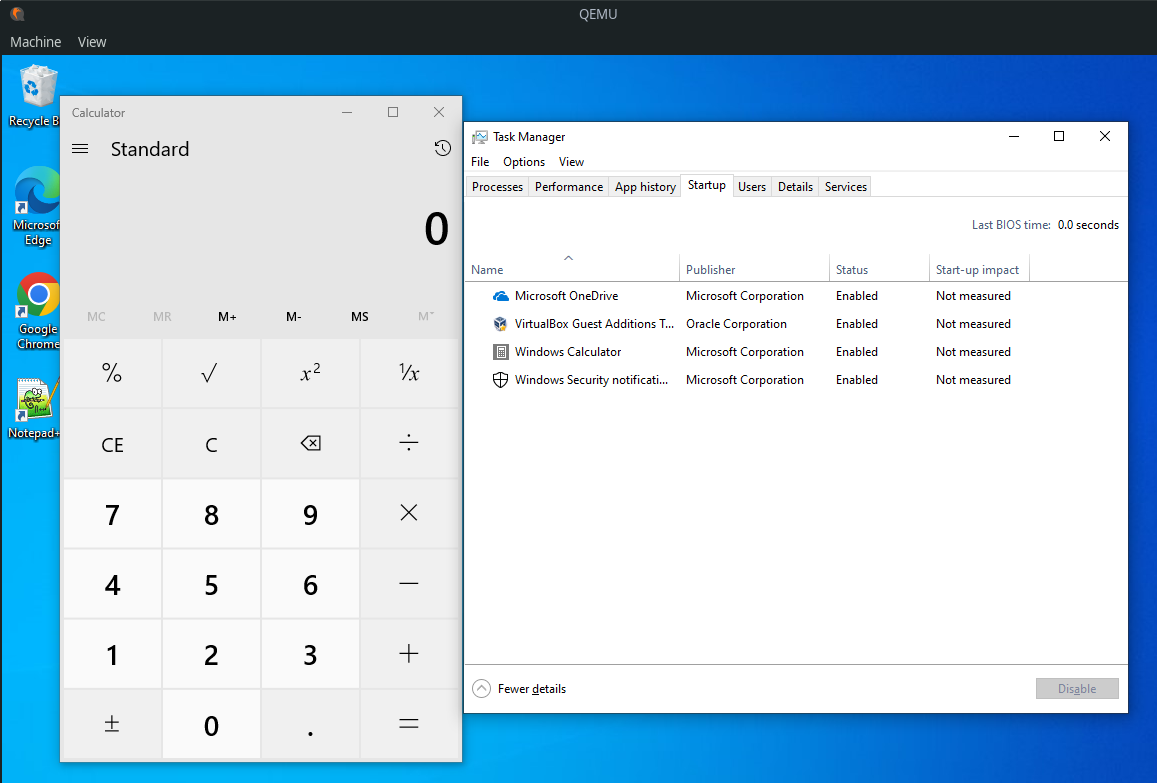 QEMU
Machine View
Recycle B
Microsof
Edge
Google
Chrome
Notepad+
Calculator
Standard
0
MC MR M+ M- MS M
% √ x² ¹/x
CE C ÷
7 8 9 ×
4 5 6 −
1 2 3 +
± 0 . =
Task Manager
File Options View
Processes Performance App history Startup Users Details Services
Last BIOS time: 0.0 seconds
Name Publisher Status Start-up impact
Microsoft OneDrive Microsoft Corporation Enabled Not measured
VirtualBox Guest Additions T... Oracle Corporation Enabled Not measured
Windows Calculator Microsoft Corporation Enabled Not measured
Windows Security notificati... Microsoft Corporation Enabled Not measured
Fewer details
Disable